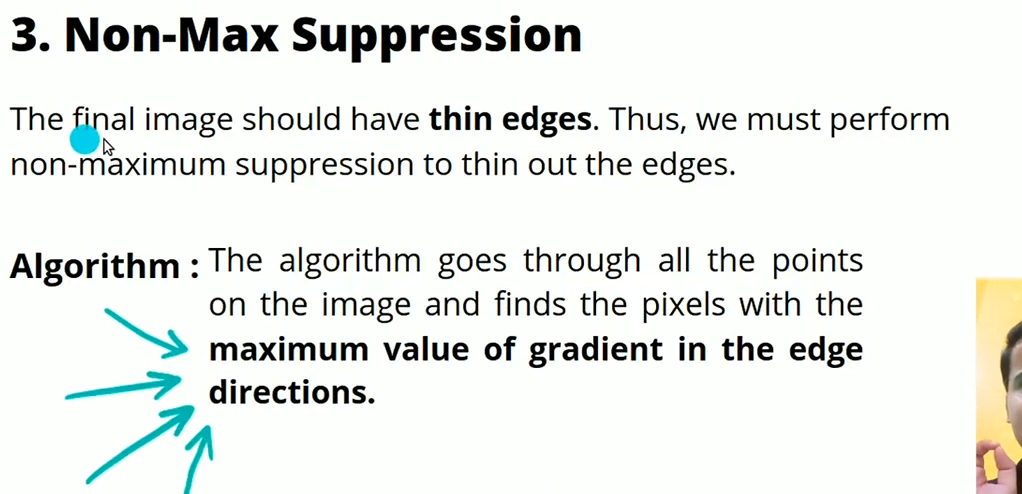 3. Non-Max Suppression
The final image should have thin edges. Thus, we must perform
non-maximum suppression to thin out the edges.
Algorithm : The algorithm goes through all the points
on the image and finds the pixels with the
maximum value of gradient in the edge
directions.